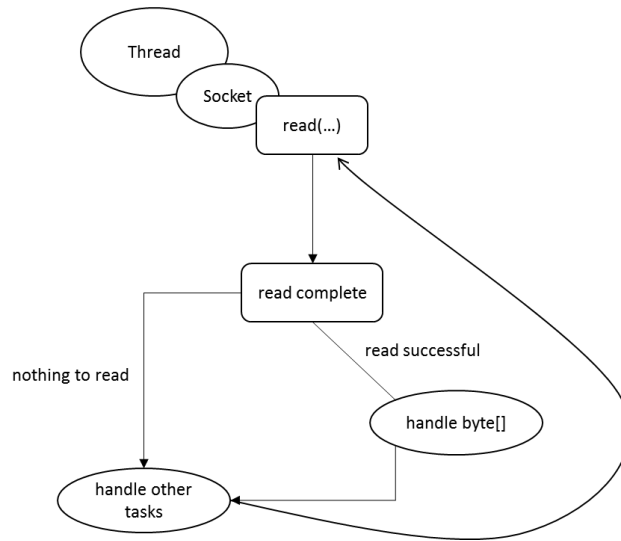 Thread
Socket
read(…)
read complete
read successful
nothing to read
handle byte[]
handle other
tasks